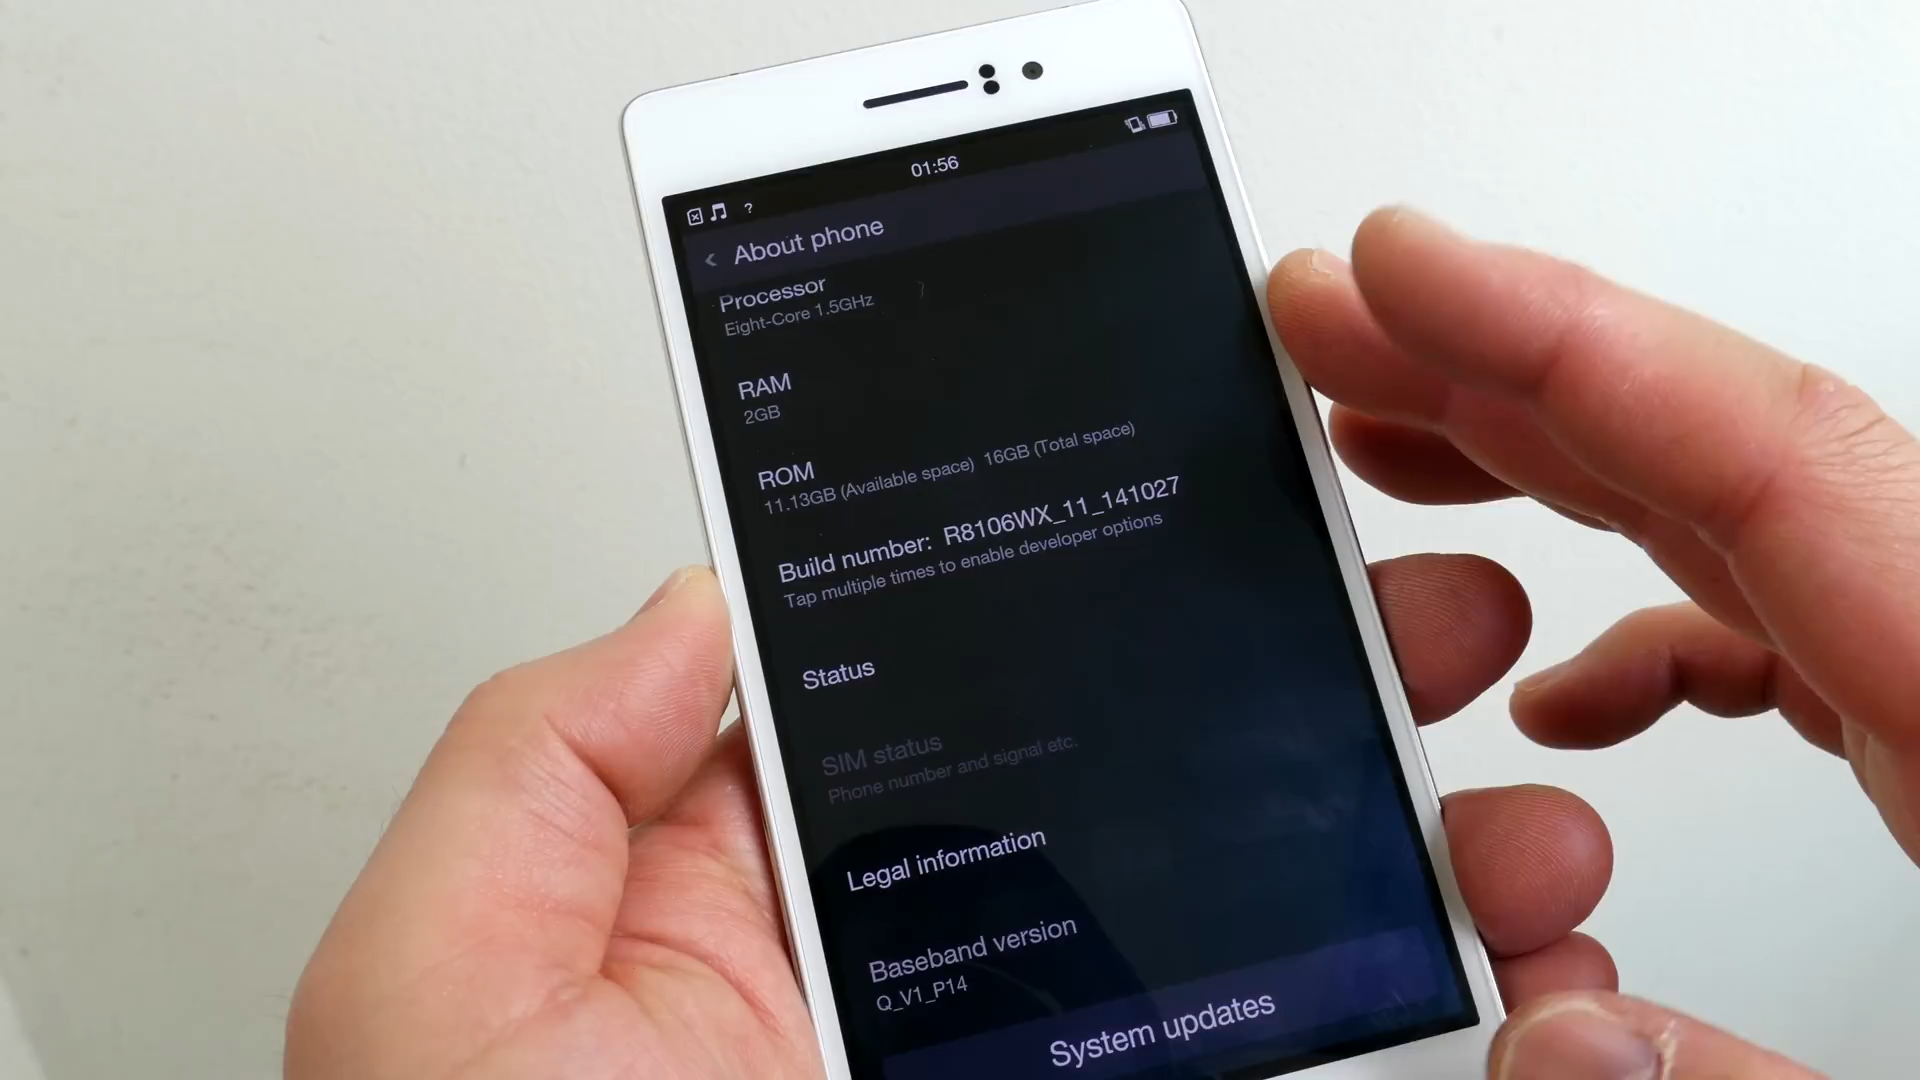 01:56
?
About phone
Processor
Eight-Core 1.5GHz
RAM
2GB
ROM
11.13GB (Available space) 16GB (Total space)
Build number: R8106WX_11_141027
Tap multiple times to enable developer options
Status
SIM status
Phone number and signal etc.
Legal information
Baseband version
Q_V1_P14
System updates